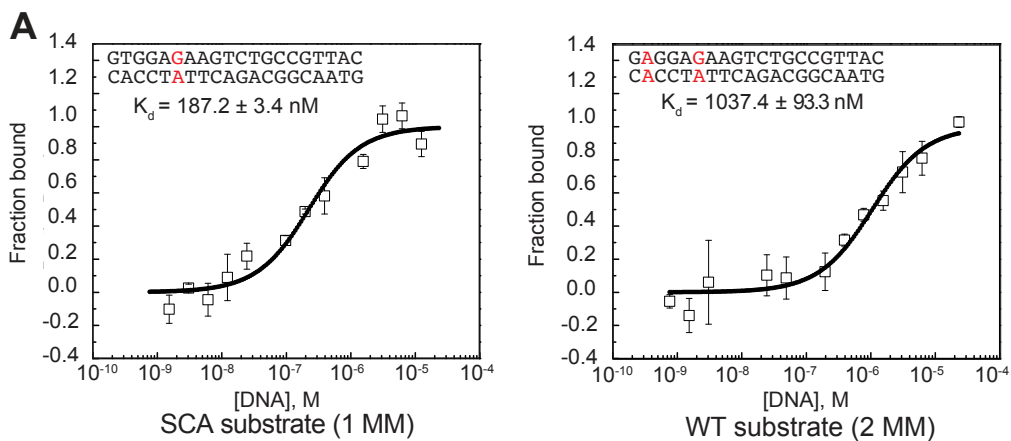 A
GTGGAGAAGTCTGCCGTTAC
CACCTATTCAGACGGCAATG
Kd = 187.2 ± 3.4 nM
Fraction bound
1.4
1.2
1.0
0.8
0.6
0.4
0.2
0.0
-0.2
-0.4
10-10 10-9 10-8 10-7 10-6 10-5 10-4
[DNA], M
SCA substrate (1 MM)
GAGGAGAAGTCTGCCGTTAC
CACCTATTCAGACGGCAATG
Kd = 1037.4 ± 93.3 nM
Fraction bound
1.4
1.2
1.0
0.8
0.6
0.4
0.2
0.0
-0.2
-0.4
10-10 10-9 10-8 10-7 10-6 10-5 10-4
[DNA], M
WT substrate (2 MM)